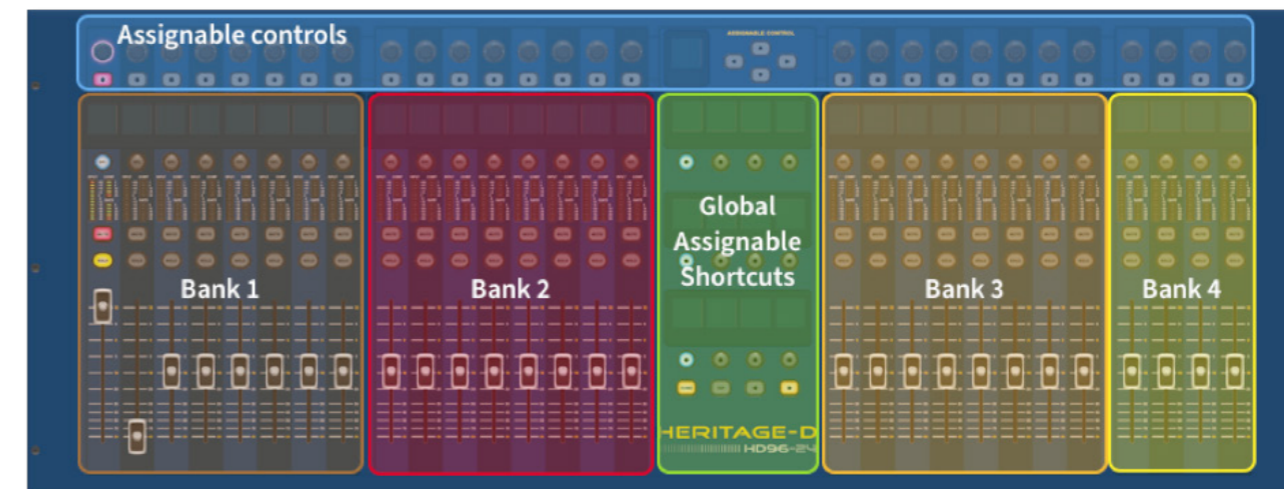 Assignable controls
ASSIGNABLE CONTROL
Bank 1
Bank 2
Global
Assignable
Shortcuts
Bank 3
Bank 4
HERITAGE-D
HD96-24